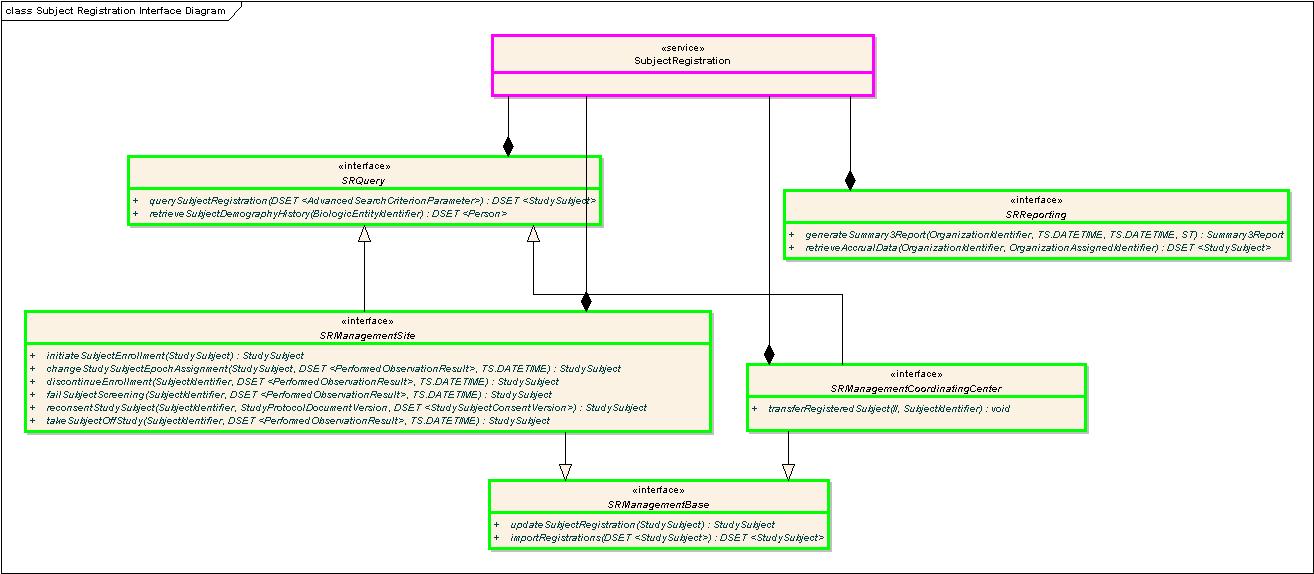 class Subject Registration Interface Diagram
«service»
SubjectRegistration
«interface»
SRQuery
+ querySubjectRegistration(DSET <AdvancedSearchCriterionParameter>) : DSET <StudySubject>
+ retrieveSubjectDemographyHistory(BiologicEntityIdentifier) : DSET <Person>
«interface»
SRReporting
+ generateSummary3Report(OrganizationIdentifier, TS.DATETIME, TS.DATETIME, ST) : Summary3Report
+ retrieveAccrualData(OrganizationIdentifier, OrganizationAssignedIdentifier) : DSET <StudySubject>
«interface»
SRManagementSite
+ initiateSubjectEnrollment(StudySubject) : StudySubject
+ changeStudySubjectEpochAssignment(StudySubject, DSET <PerformedObservationResult>, TS.DATETIME) : StudySubject
+ discontinueEnrollment(SubjectIdentifier, DSET <PerformedObservationResult>, TS.DATETIME) : StudySubject
+ failSubjectScreening(SubjectIdentifier, DSET <PerformedObservationResult>, TS.DATETIME) : StudySubject
+ reconsentStudySubject(SubjectIdentifier, StudyProtocolDocumentVersion, DSET <StudySubjectConsentVersion>) : StudySubject
+ takeSubjectOffStudy(SubjectIdentifier, DSET <PerformedObservationResult>, TS.DATETIME) : StudySubject
«interface»
SRManagementCoordinatingCenter
+ transferRegisteredSubject(II, SubjectIdentifier) : void
«interface»
SRManagementBase
+ updateSubjectRegistration(StudySubject) : StudySubject
+ importRegistrations(DSET <StudySubject>) : DSET <StudySubject>